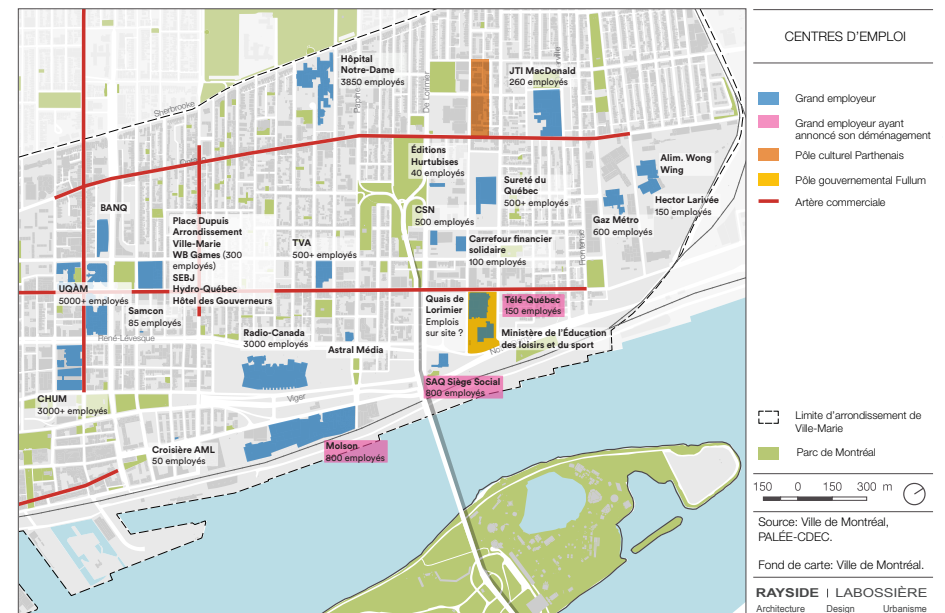 Hôpital
Notre-Dame
3850 employés
Sherbrooke
De Lorimier
JTI MacDonald
260 employés
Éditions
Hurtubises
40 employés
Sureté du
Québec
500+ employés
Alim. Wong
Wing
Hector Larivée
150 employés
Gaz Métro
600 employés
CSN
500 employés
Carrefour financier
solidaire
100 employés
BANQ
Place Dupuis
Arrondissement
Ville-Marie
WB Games (300
employés)
SEBJ
Hydro-Québec
Hôtel des Gouverneurs
TVA
500+ employés
UQÀM
5000+ employés
Samcon
85 employés
René-Lévesque
Radio-Canada
3000 employés
Astral Média
Quais de
Lorimier
Emplois
sur site ?
Télé-Québec
150 employés
Ministère de l'Éducation
des loisirs et du sport
SAQ Siège Social
800 employés
Viger
CHUM
3000+ employés
Croisière AML
50 employés
Molson
800 employés
CENTRES D'EMPLOI
Grand employeur
Grand employeur ayant
annoncé son déménagement
Pôle culturel Parthenais
Pôle gouvernemental Fullum
Artère commerciale
Limite d'arrondissement de
Ville-Marie
Parc de Montréal
150 0 150 300 m
Source: Ville de Montréal,
PALÉE-CDEC.
Fond de carte: Ville de Montréal.
RAYSIDE | LABOSSIÈRE
Architecture Design Urbanisme